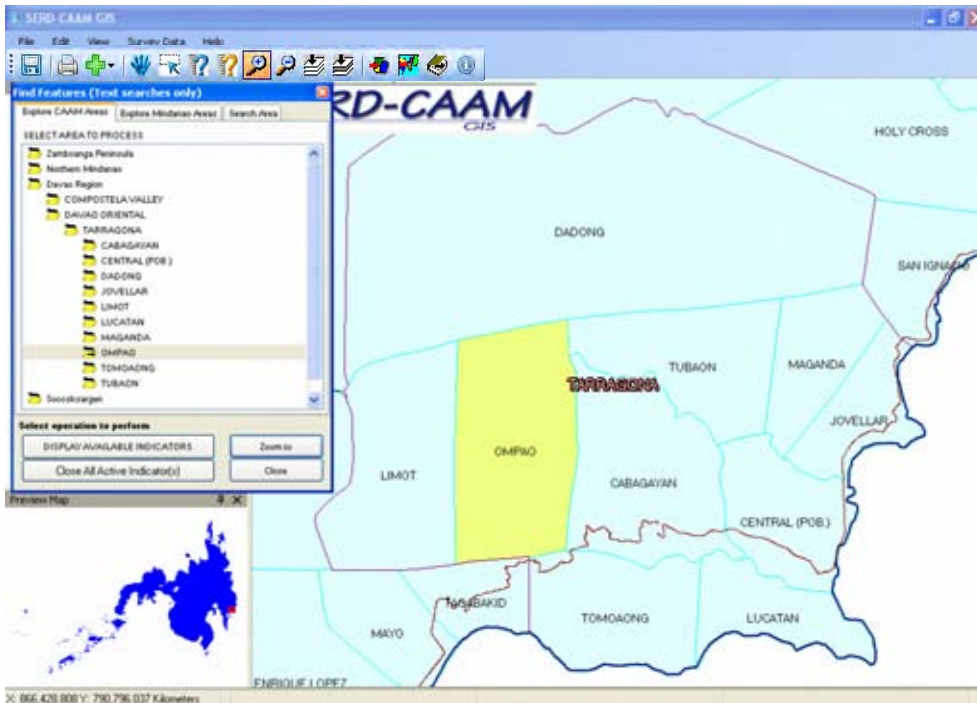 SERD-CAAM GIS
File Edit View Survey Data Help
Find Features (Text searches only)
Explore CAAM Areas Explore Mindanao Areas Search Area
SELECT AREA TO PROCESS
Zamboanga Peninsula
Northern Mindanao
Davao Region
COMPOSTELA VALLEY
DAVAO ORIENTAL
TARRAGONA
CABAGAYAN
CENTRAL (POB.)
DADONG
JOVELLAR
LIMOT
LUCATAN
MAGANDA
OMPAO
TOMOAONG
TUBAON
Soccsksargen
Select operation to perform
DISPLAY AVAILABLE INDICATORS Zoom to
Close All Active Indicator(s) Close
Preview Map
RD-CAAM
GIS
HOLY CROSS
DADONG
SAN IGNACIO
TUBAON
MAGANDA
TARRAGONA
JOVELLAR
OMPAO
LIMOT
CABAGAYAN
CENTRAL (POB.)
TAGABAKID
TOMOAONG
LUCATAN
MAYO
ENRIQUE LOPEZ
X: 866,428.808 Y: 790,796.037 Kilometers